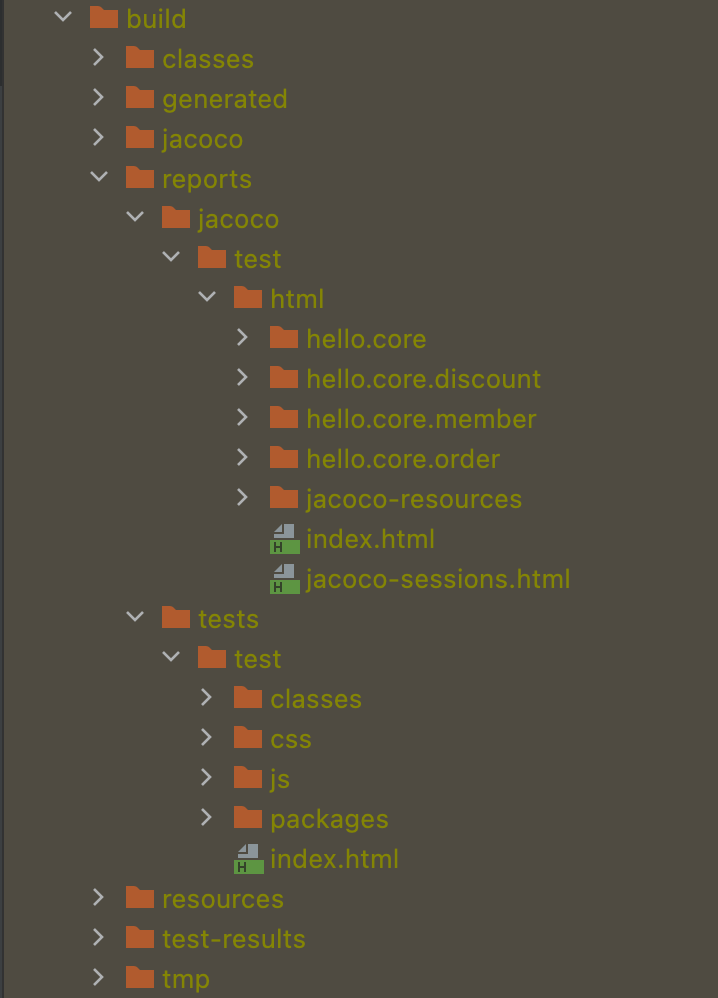 build
classes
generated
jacoco
reports
jacoco
test
html
hello.core
hello.core.discount
hello.core.member
hello.core.order
jacoco-resources
H index.html
H jacoco-sessions.html
tests
test
classes
css
js
packages
H index.html
resources
test-results
tmp